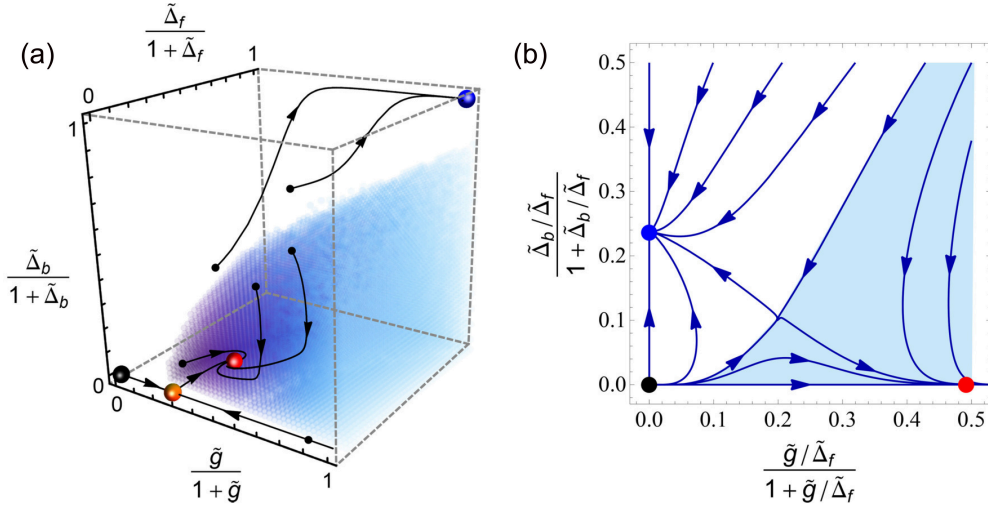 (a)
Δ̃_f / (1 + Δ̃_f)
0
1
1
Δ̃_b / (1 + Δ̃_b)
0
0
g̃ / (1 + g̃)
1
(b)
0.5
0.4
0.3
0.2
0.1
0.0
Δ̃_b / Δ̃_f / (1 + Δ̃_b / Δ̃_f)
0.0 0.1 0.2 0.3 0.4 0.5
g̃ / Δ̃_f / (1 + g̃ / Δ̃_f)